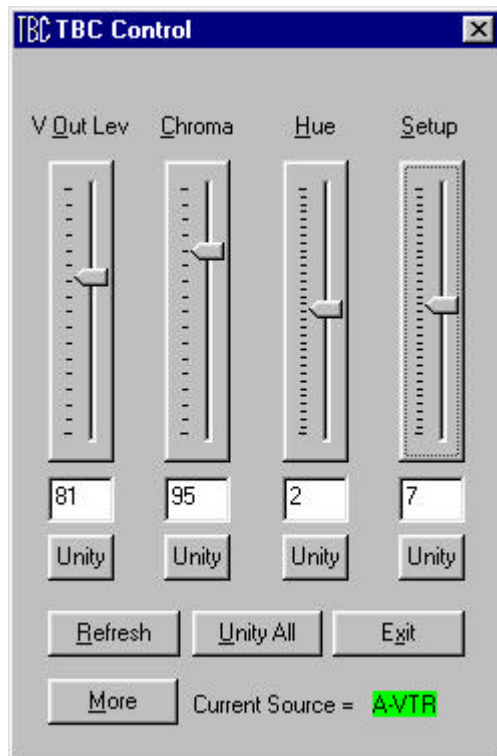 TBC TBC Control
V Out Lev Chroma Hue Setup
81 95 2 7
Unity Unity Unity Unity
Refresh Unity All Exit
More Current Source = A-VTR